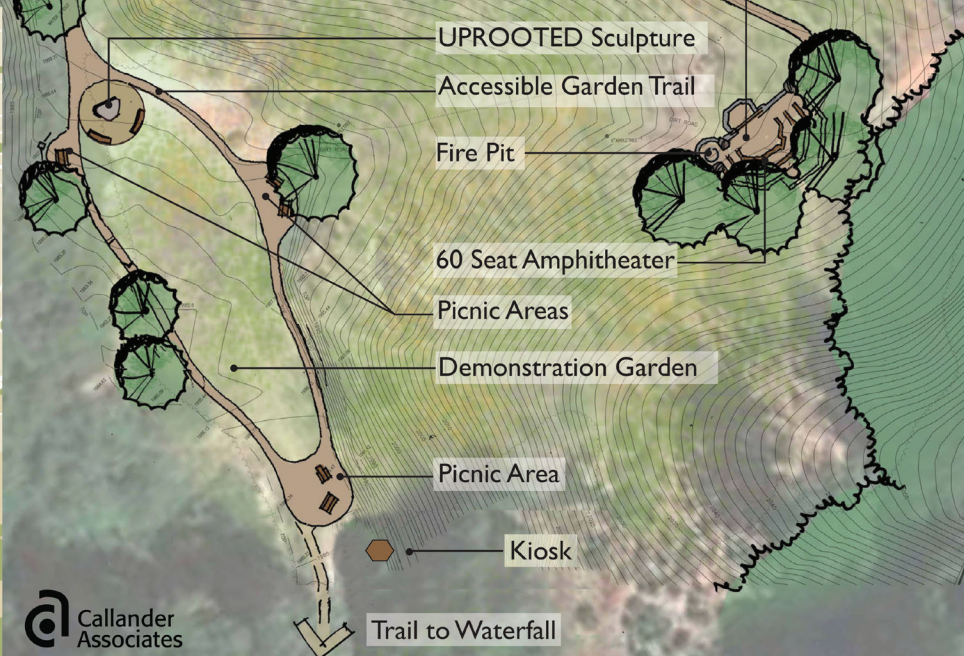 UPROOTED Sculpture
Accessible Garden Trail
Fire Pit
60 Seat Amphitheater
Picnic Areas
Demonstration Garden
Picnic Area
Kiosk
Trail to Waterfall
Callander
Associates